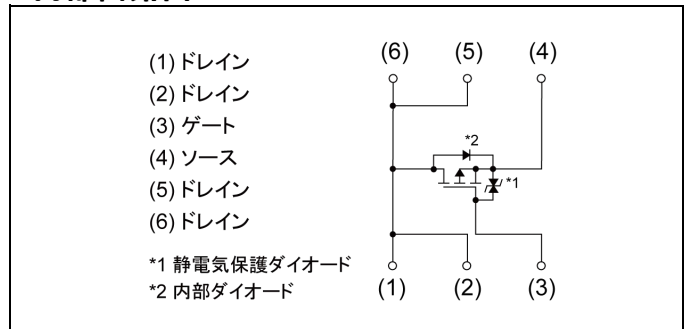 (1) ドレイン
(2) ドレイン
(3) ゲート
(4) ソース
(5) ドレイン
(6) ドレイン
*1 静電気保護ダイオード
*2 内部ダイオード
(6) (5) (4)
*2
*1
(1) (2) (3)